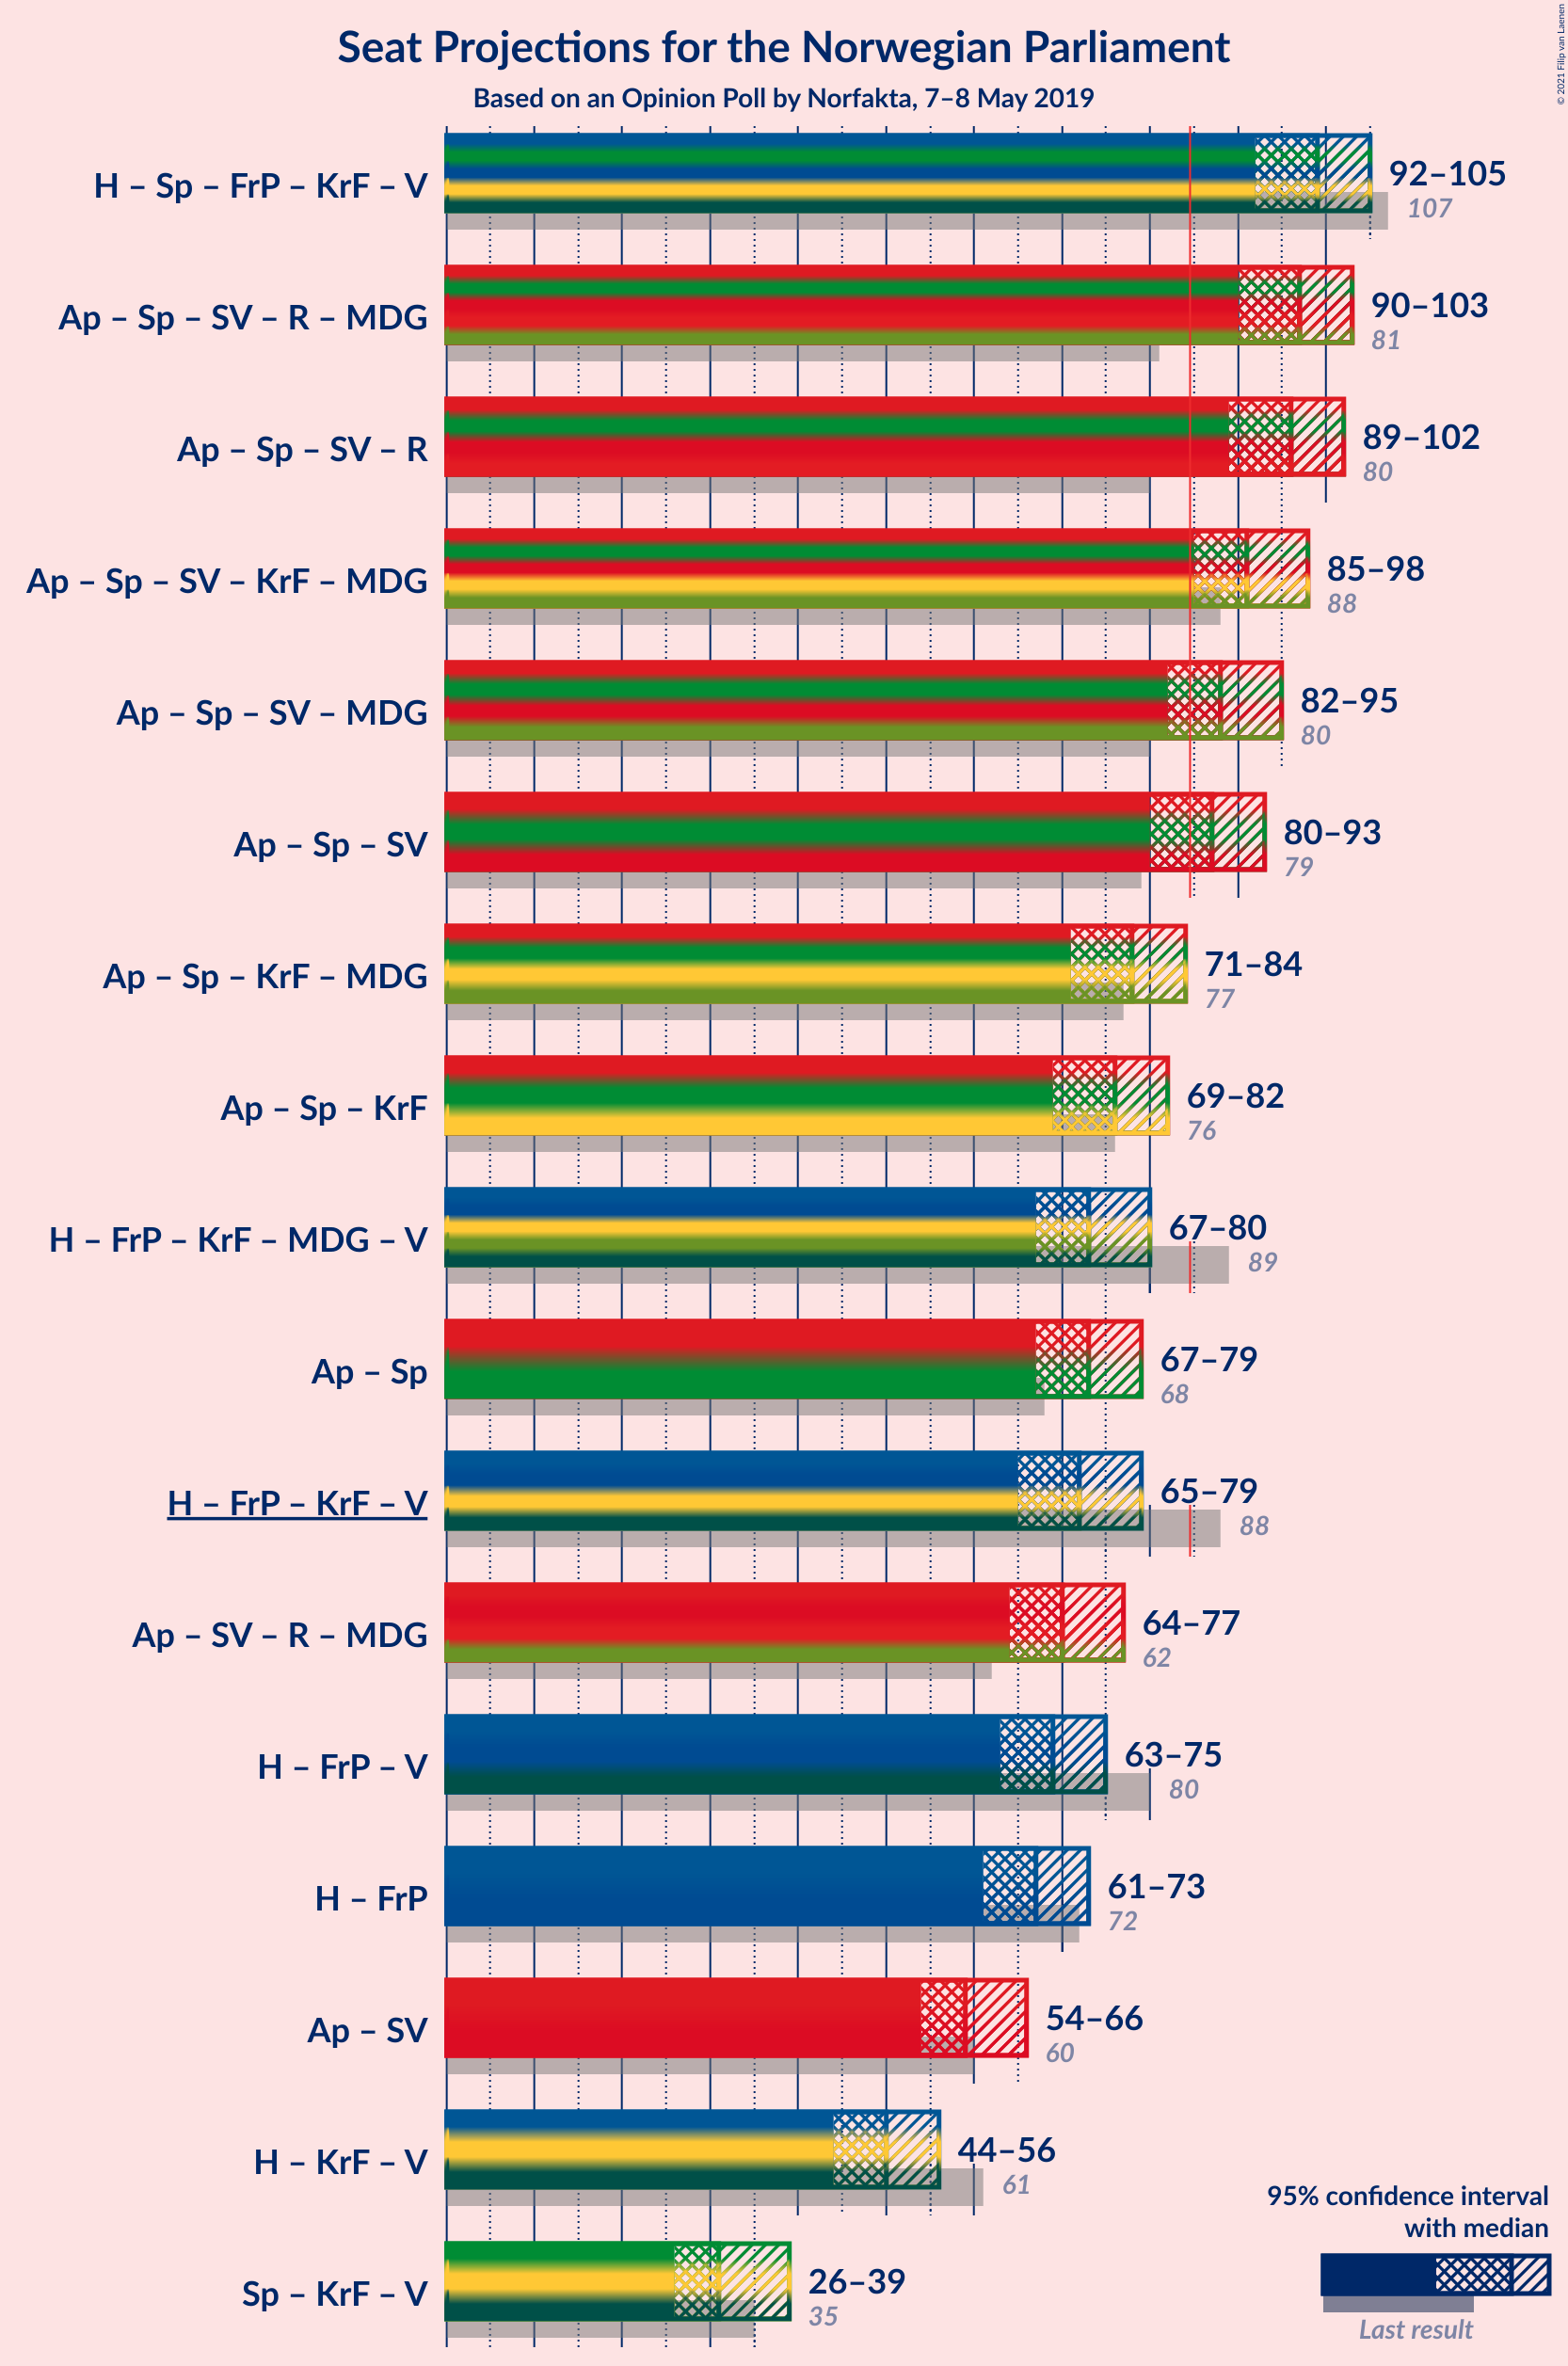 Seat Projections for the Norwegian Parliament
Based on an Opinion Poll by Norfakta, 7–8 May 2019
© 2021 Filip van Laenen
H – Sp – FrP – KrF – V
92–105
107
Ap – Sp – SV – R – MDG
90–103
81
Ap – Sp – SV – R
89–102
80
Ap – Sp – SV – KrF – MDG
85–98
88
Ap – Sp – SV – MDG
82–95
80
Ap – Sp – SV
80–93
79
Ap – Sp – KrF – MDG
71–84
77
Ap – Sp – KrF
69–82
76
H – FrP – KrF – MDG – V
67–80
89
Ap – Sp
67–79
68
H – FrP – KrF – V
65–79
88
Ap – SV – R – MDG
64–77
62
H – FrP – V
63–75
80
H – FrP
61–73
72
Ap – SV
54–66
60
H – KrF – V
44–56
61
Sp – KrF – V
26–39
35
95% confidence interval
with median
Last result